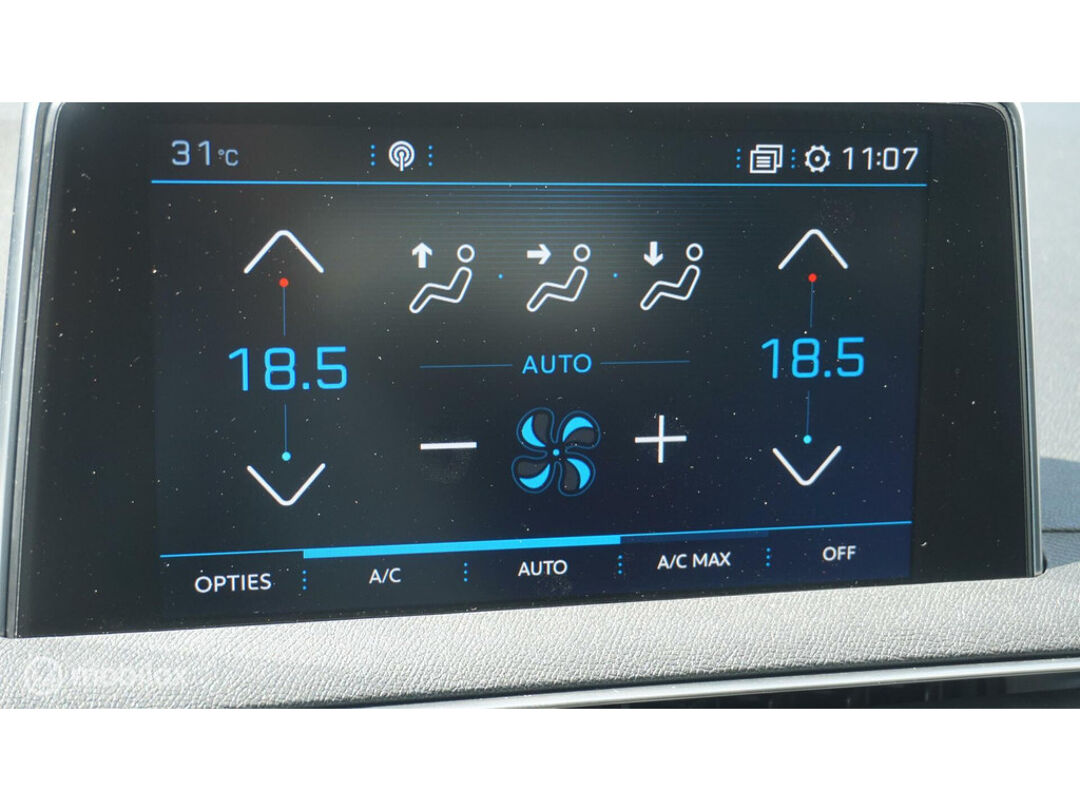 31°C 11:07
18.5 18.5
AUTO
OPTIES A/C AUTO A/C MAX OFF